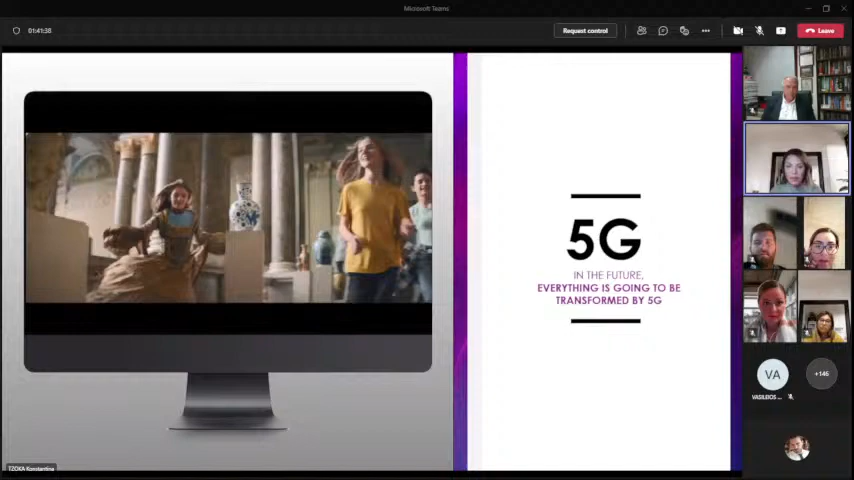 Microsoft Teams
01:41:38
Request control
Leave
5G
IN THE FUTURE,
EVERYTHING IS GOING TO BE
TRANSFORMED BY 5G
VA
+146
VASILEIOS ...
TZOKA Konstantina